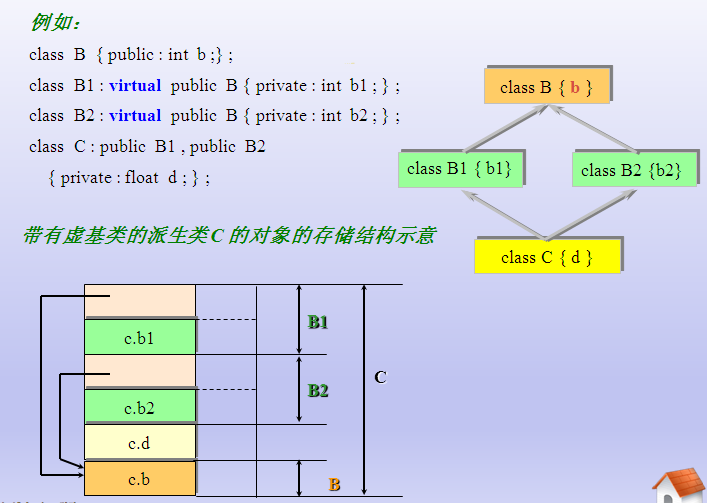 例如：
class B { public : int b ;} ;
class B1 : virtual public B { private : int b1 ; } ;
class B2 : virtual public B { private : int b2 ; } ;
class C : public B1 , public B2
{ private : float d ; } ;
class B { b }
class B1 { b1}
class B2 {b2}
class C { d }
带有虚基类的派生类C 的对象的存储结构示意
c.b1
c.b2
c.d
c.b
B1
B2
B
C